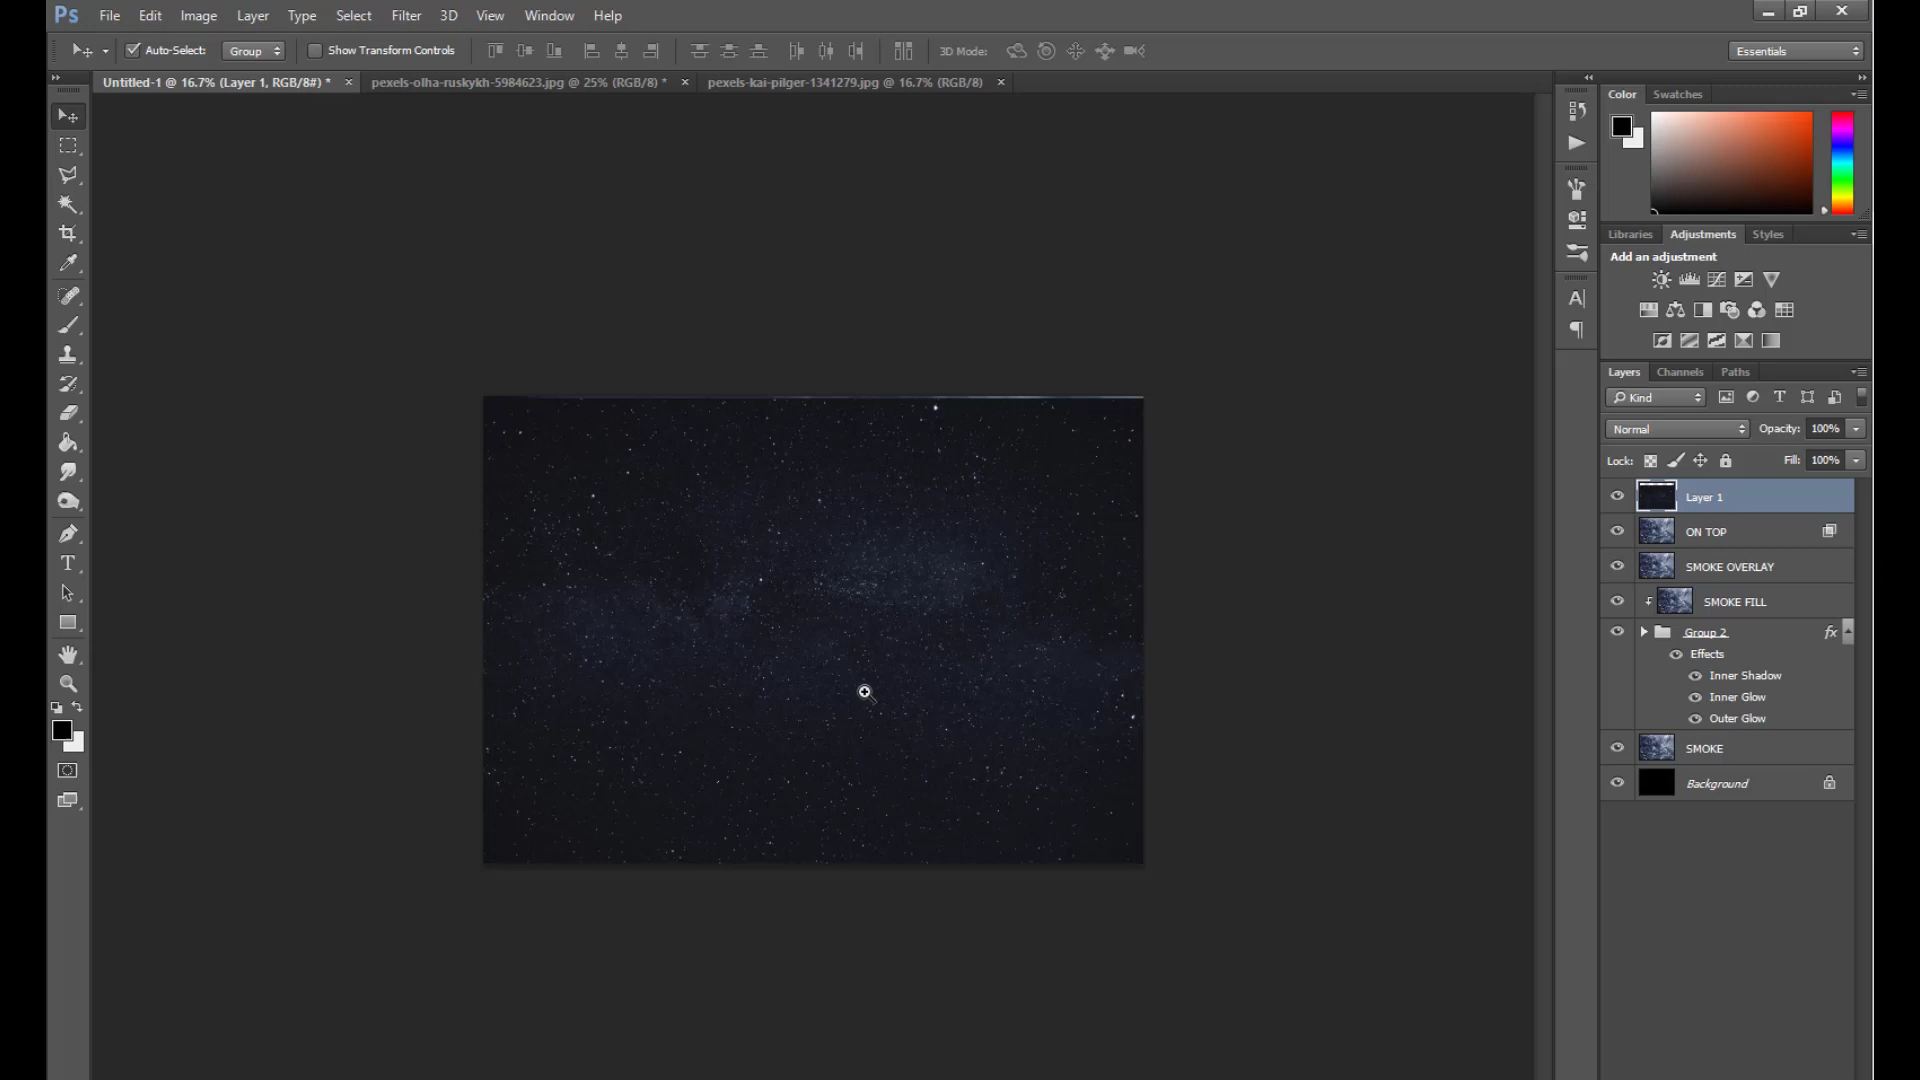 Ps File Edit Image Layer Type Select Filter 3D View Window Help
Auto-Select: Group Show Transform Controls 3D Mode: Essentials
Untitled-1 @ 16.7% (Layer 1, RGB/8#) * pexels-olha-ruskykh-5984623.jpg @ 25% (RGB/8) * pexels-kai-pilger-1341279.jpg @ 16.7% (RGB/8)
Color Swatches
Libraries Adjustments Styles
Add an adjustment
Layers Channels Paths
Kind
Normal Opacity: 100%
Lock: Fill: 100%
Layer 1
ON TOP
SMOKE OVERLAY
SMOKE FILL
Group 2 fx
Effects
Inner Shadow
Inner Glow
Outer Glow
SMOKE
Background